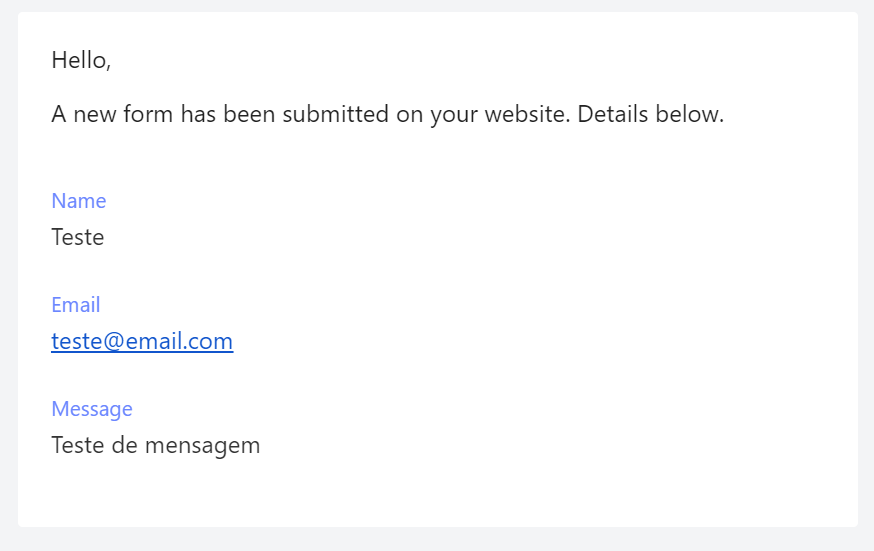 Hello,
A new form has been submitted on your website. Details below.
Name
Teste
Email
teste@email.com
Message
Teste de mensagem